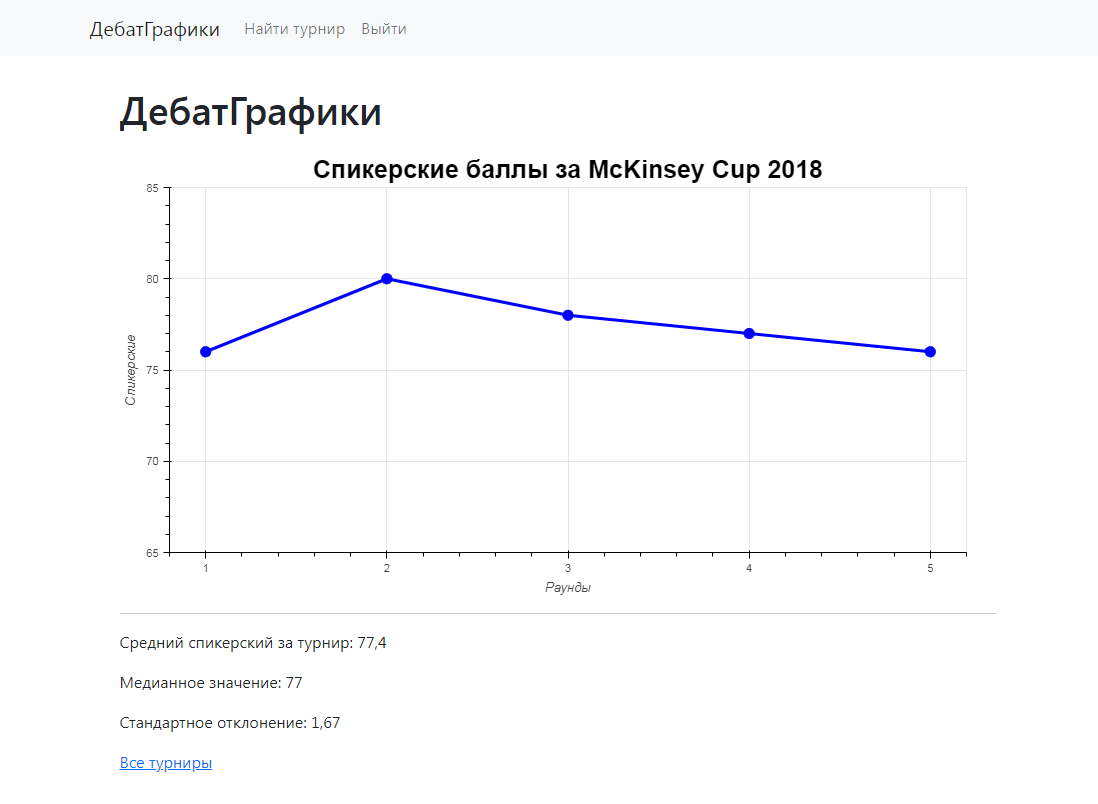 ДебатГрафики Найти турнир Выйти
ДебатГрафики
Спикерские баллы за McKinsey Cup 2018
85
80
75
70
65
Спикерские
1 2 3 4 5
Раунды
Средний спикерский за турнир: 77,4
Медианное значение: 77
Стандартное отклонение: 1,67
Все турниры